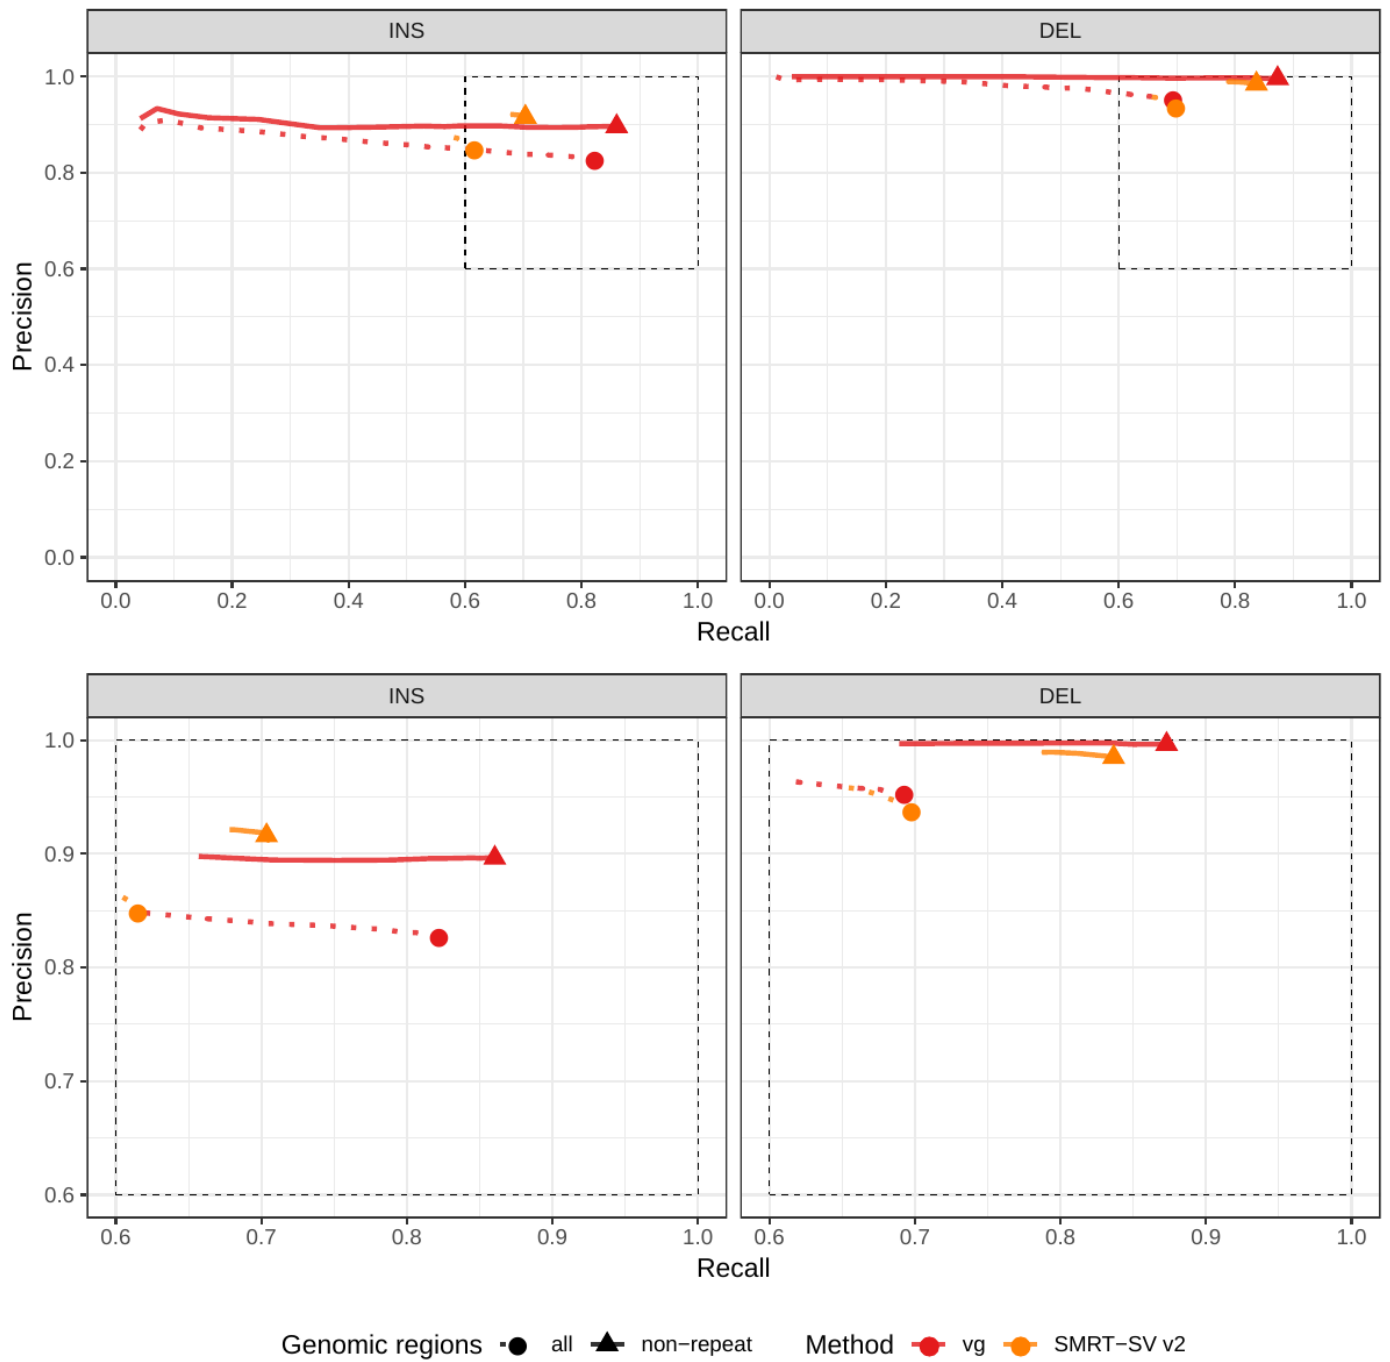 INS DEL
1.0
0.8
0.6
0.4
0.2
0.0
Precision
0.0 0.2 0.4 0.6 0.8 1.0 0.0 0.2 0.4 0.6 0.8 1.0
Recall
INS DEL
1.0
0.9
0.8
0.7
0.6
Precision
0.6 0.7 0.8 0.9 1.0 0.6 0.7 0.8 0.9 1.0
Recall
Genomic regions all non−repeat Method vg SMRT−SV v2